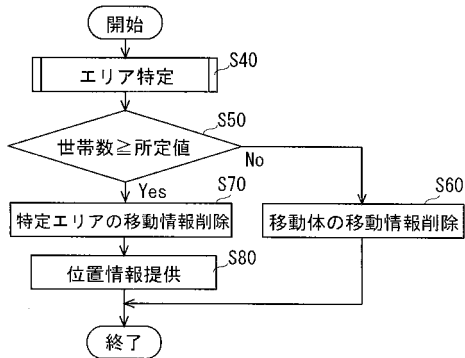 開始
エリア特定
S40
世帯数≧所定値
S50
No
Yes
特定エリアの移動情報削除
S70
移動体の移動情報削除
S60
位置情報提供
S80
終了